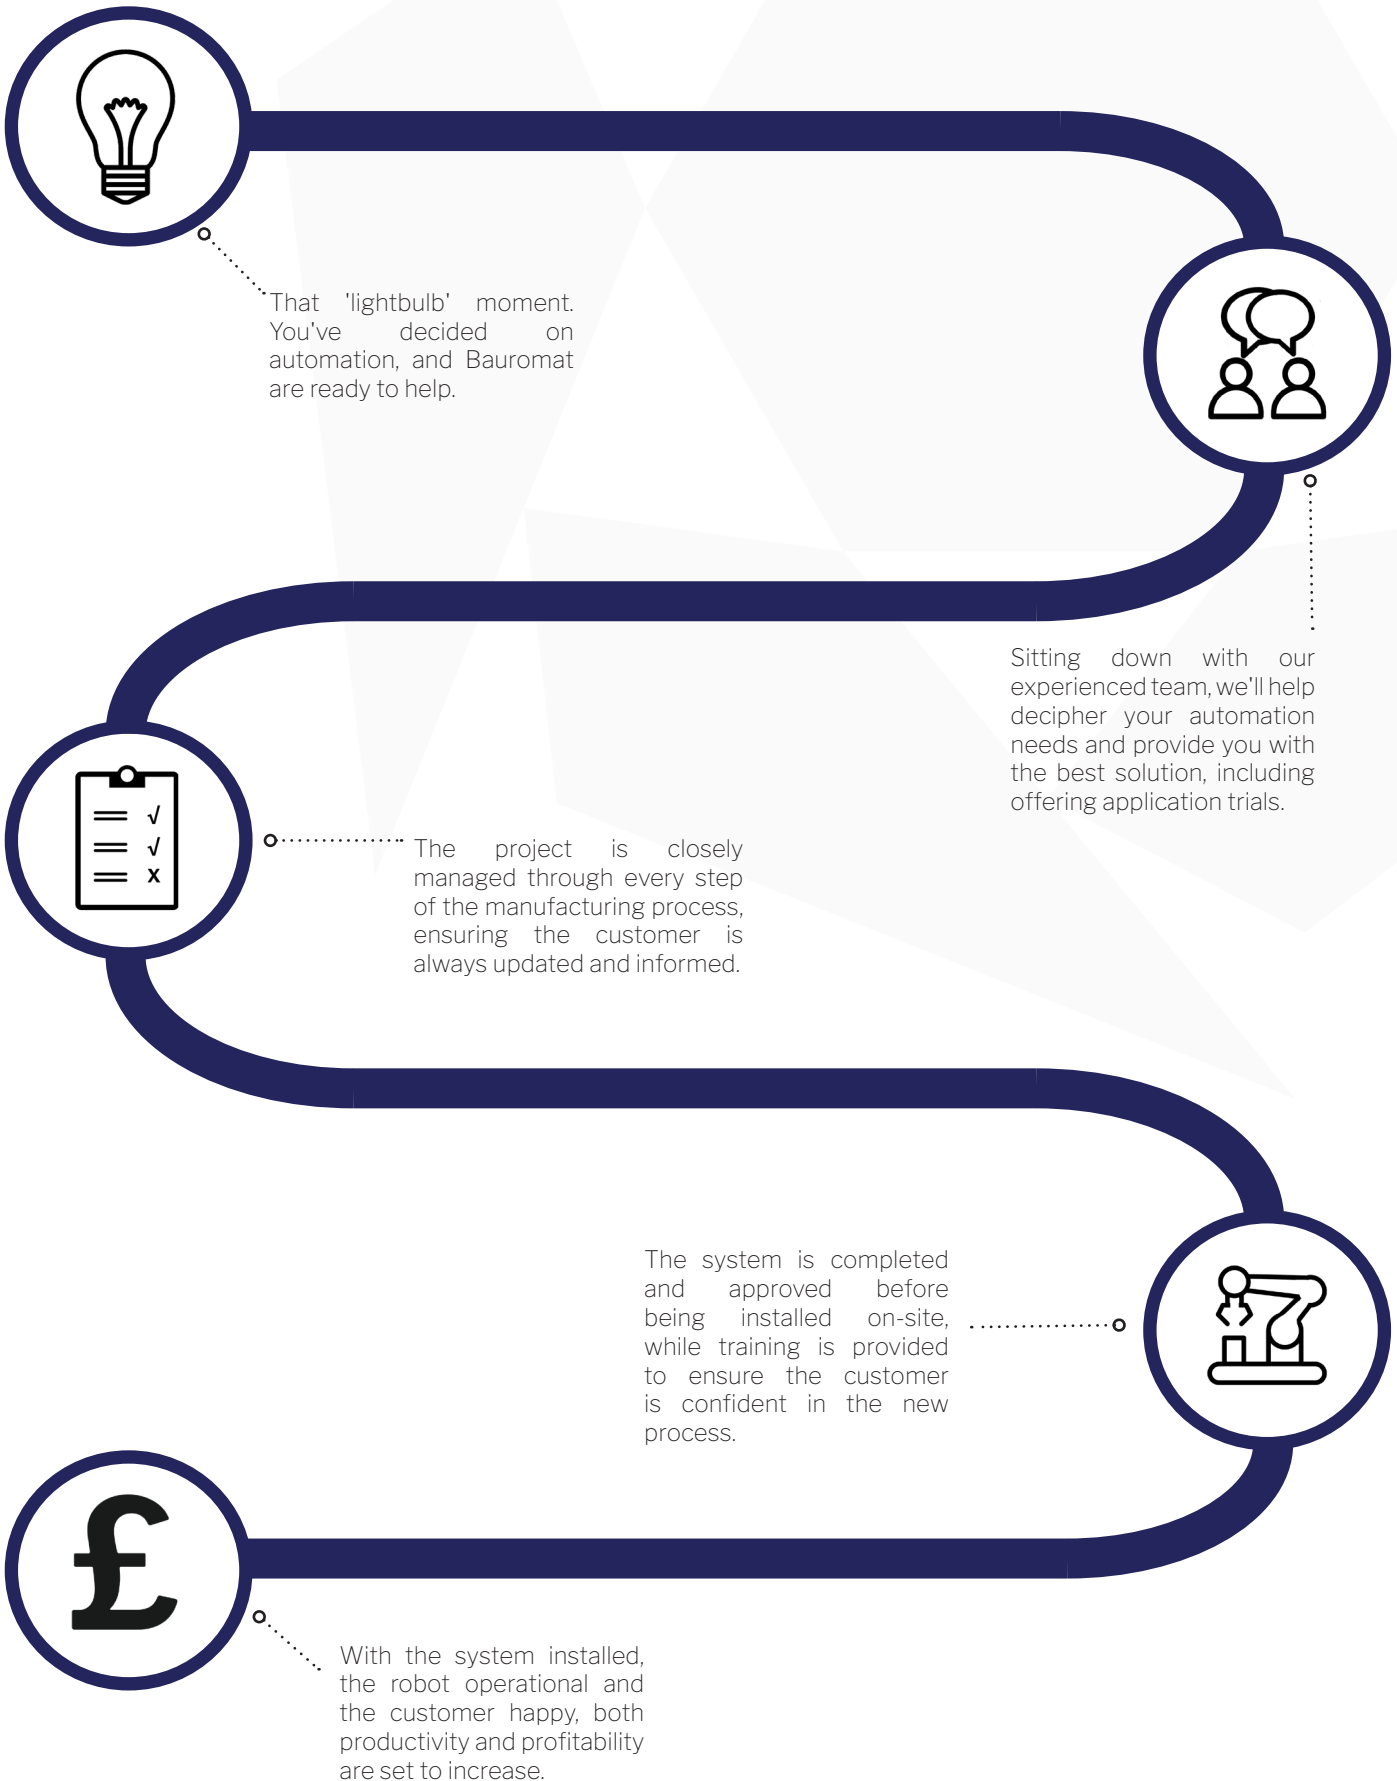 That 'lightbulb' moment.
You've decided on
automation, and Bauromat
are ready to help.
Sitting down with our
experienced team, we'll help
decipher your automation
needs and provide you with
the best solution, including
offering application trials.
√
√
X
The project is closely
managed through every step
of the manufacturing process,
ensuring the customer is
always updated and informed.
The system is completed
and approved before
being installed on-site,
while training is provided
to ensure the customer
is confident in the new
process.
£
With the system installed,
the robot operational and
the customer happy, both
productivity and profitability
are set to increase.